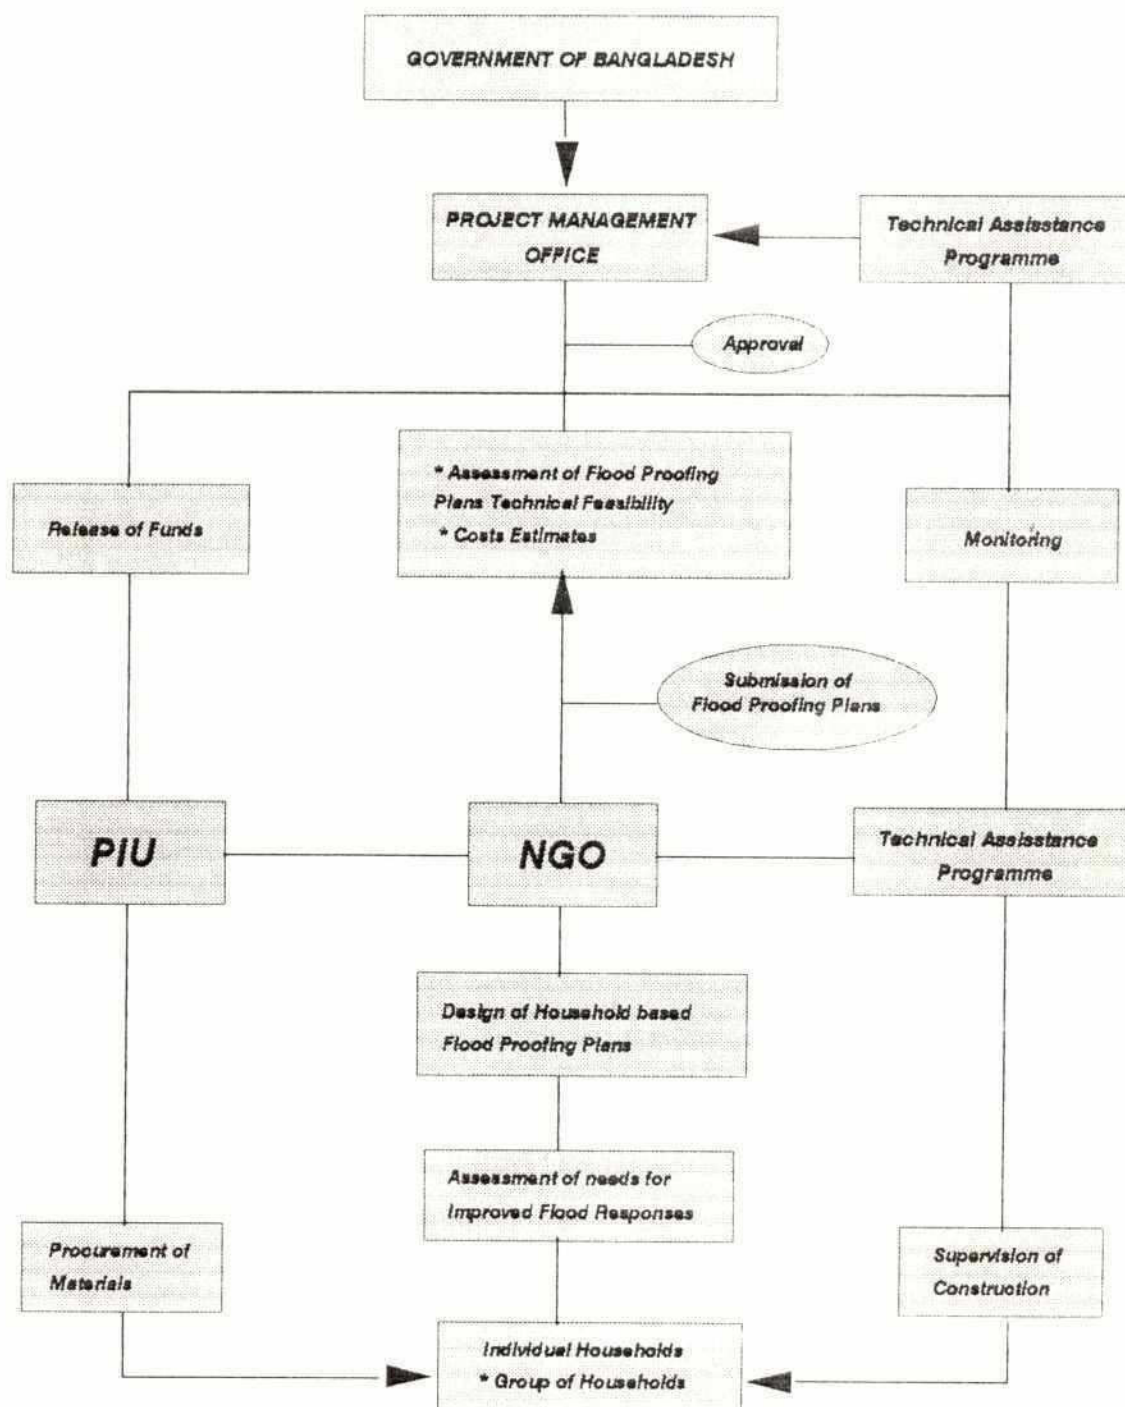 GOVERNMENT OF BANGLADESH
PROJECT MANAGEMENT
OFFICE
Technical Assisstance
Programme
Approval
* Assessment of Flood Proofing
Plans Technical Feasibility
* Costs Estimates
Release of Funds
Monitoring
Submission of
Flood Proofing Plans
PIU
NGO
Technical Assisstance
Programme
Design of Household based
Flood Proofing Plans
Assessment of needs for
Improved Flood Responses
Procurement of
Materials
Supervision of
Construction
Individual Households
* Group of Households